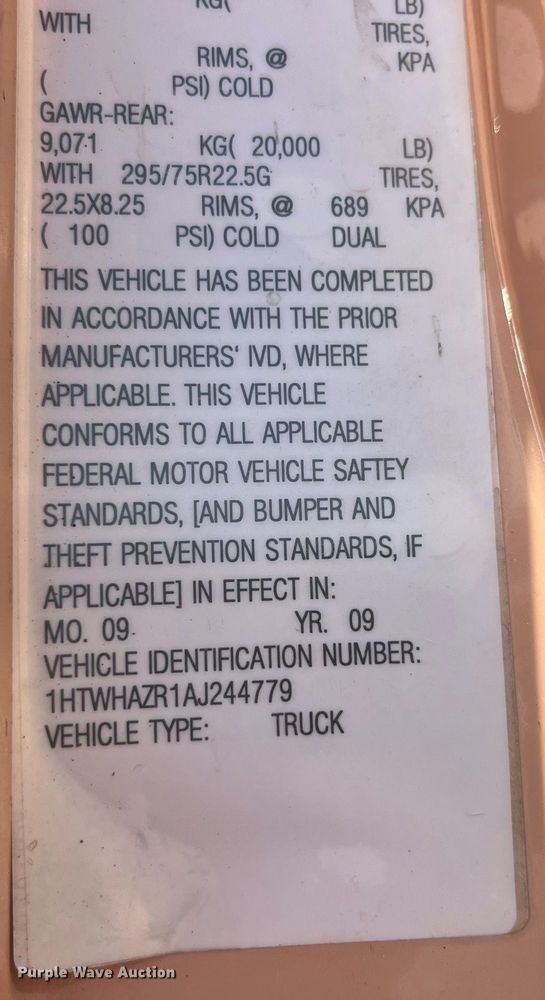 KG( LB)
WITH TIRES,
RIMS, @ KPA
( PSI) COLD
GAWR-REAR:
9,071 KG( 20,000 LB)
WITH 295/75R22.5G TIRES,
22.5X8.25 RIMS, @ 689 KPA
( 100 PSI) COLD DUAL
THIS VEHICLE HAS BEEN COMPLETED
IN ACCORDANCE WITH THE PRIOR
MANUFACTURERS' IVD, WHERE
APPLICABLE. THIS VEHICLE
CONFORMS TO ALL APPLICABLE
FEDERAL MOTOR VEHICLE SAFTEY
STANDARDS, [AND BUMPER AND
THEFT PREVENTION STANDARDS, IF
APPLICABLE] IN EFFECT IN:
MO. 09 YR. 09
VEHICLE IDENTIFICATION NUMBER:
1HTWHAZR1AJ244779
VEHICLE TYPE: TRUCK
Purple Wave Auction